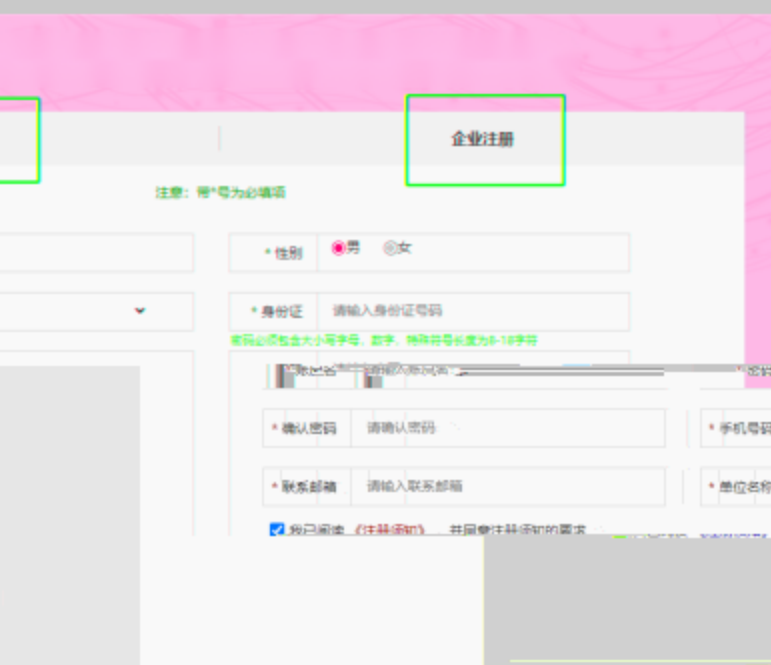 企业注册
注意：带*号为必填项
* 性别 男 女
* 身份证 请输入身份证号码
密码必须包含大小写字母、数字、特殊符号长度为8-18字符
* 确认密码 请确认密码 * 手机号码
* 联系邮箱 请输入联系邮箱 * 单位名称
我已阅读 《注册须知》 ，并同意注册须知的要求